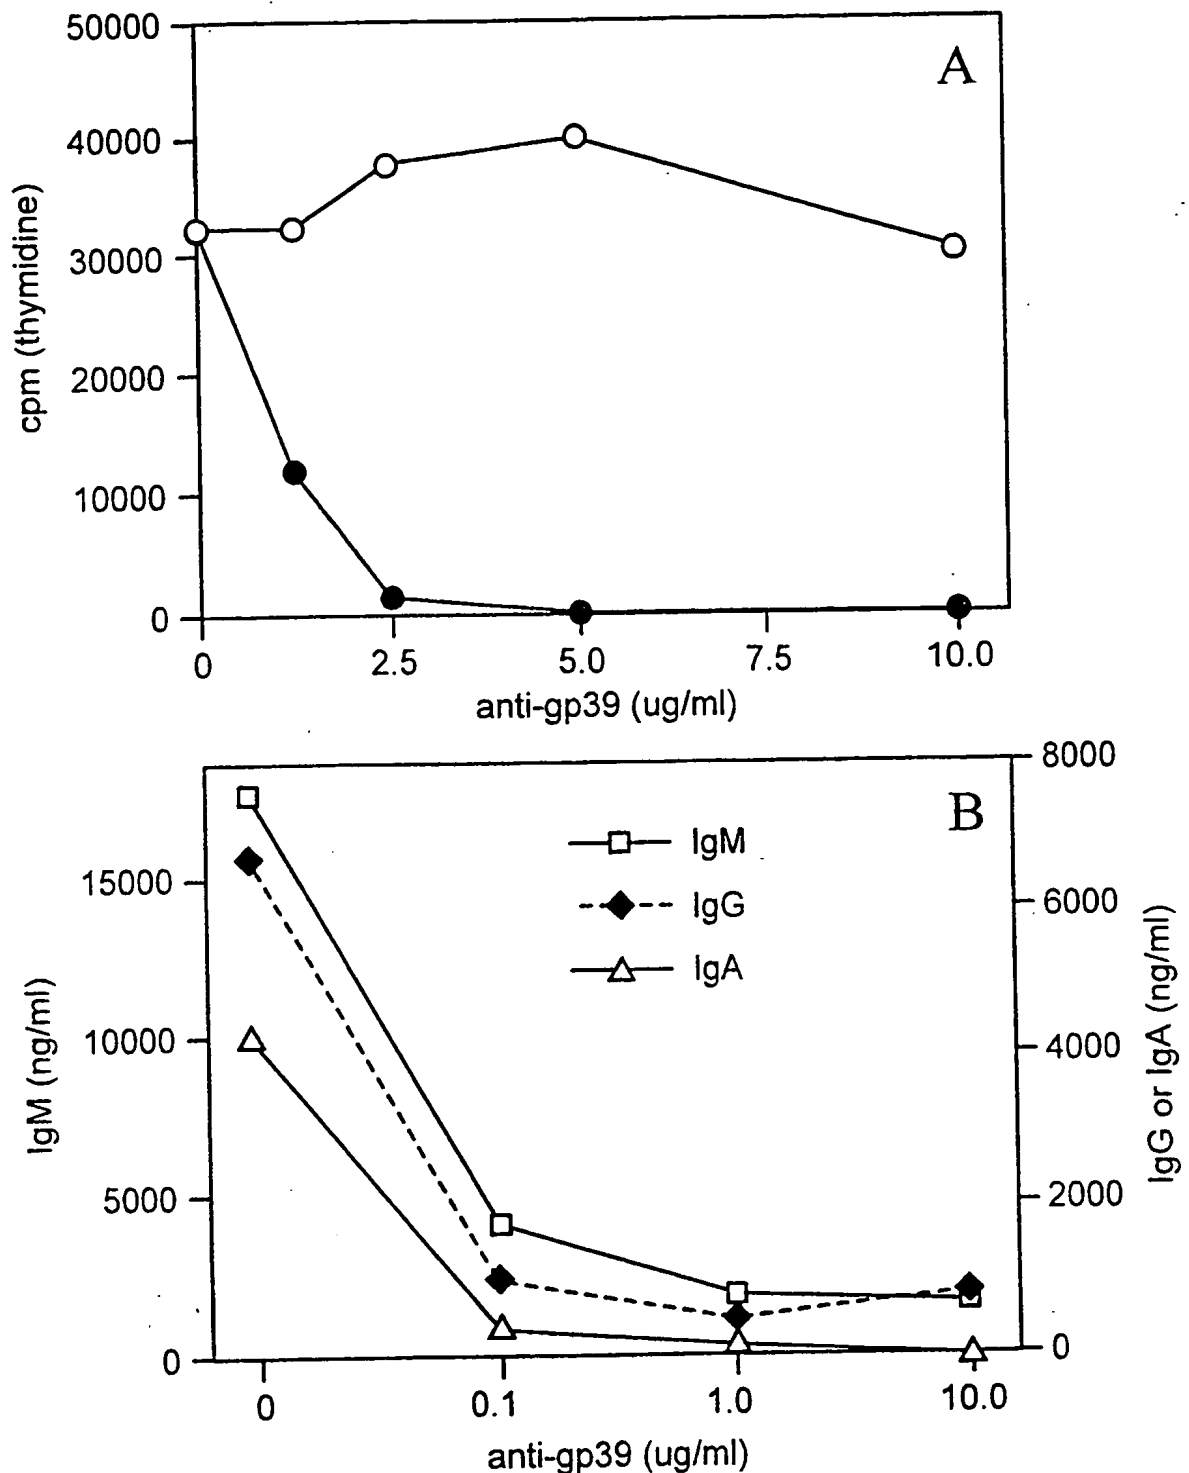 A
50000
40000
30000
20000
10000
0
cpm (thymidine)
0 2.5 5.0 7.5 10.0
anti-gp39 (ug/ml)
B
IgM
IgG
IgA
15000
10000
5000
0
IgM (ng/ml)
8000
6000
4000
2000
0
IgG or IgA (ng/ml)
0 0.1 1.0 10.0
anti-gp39 (ug/ml)